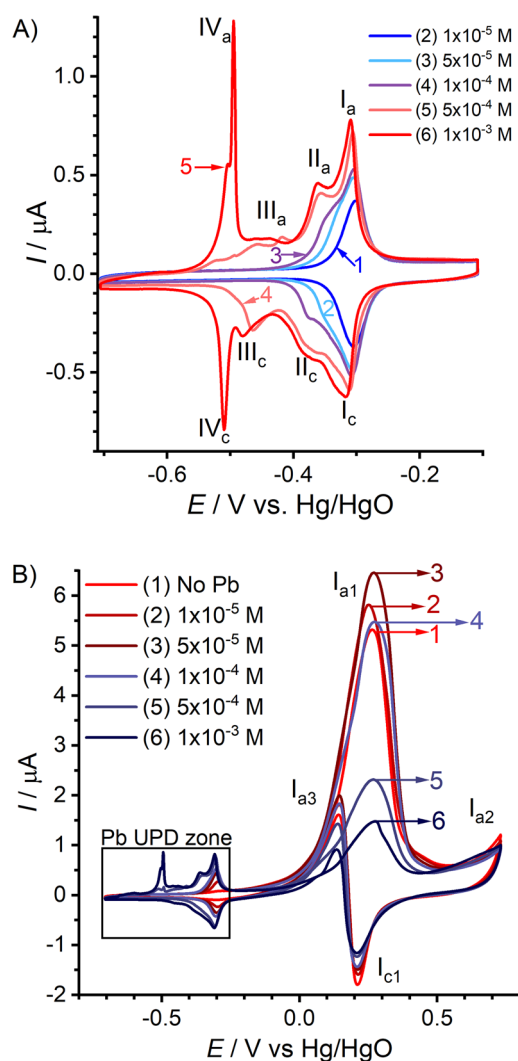 A)
IVₐ
Iₐ
IIₐ
IIIₐ
5
3
1
2
4
(2) 1x10⁻⁵ M
(3) 5x10⁻⁵ M
(4) 1x10⁻⁴ M
(5) 5x10⁻⁴ M
(6) 1x10⁻³ M
IIIc
IIc
Ic
IVc
1.0
0.5
0.0
-0.5
I / µA
-0.6 -0.4 -0.2
E / V vs. Hg/HgO
B)
(1) No Pb
(2) 1x10⁻⁵ M
(3) 5x10⁻⁵ M
(4) 1x10⁻⁴ M
(5) 5x10⁻⁴ M
(6) 1x10⁻³ M
Iₐ₁
3
2
4
1
5
6
Iₐ₃
Iₐ₂
Pb UPD zone
Ic₁
6
5
4
3
2
1
0
-1
-2
I / µA
-0.5 0.0 0.5
E / V vs. Hg/HgO